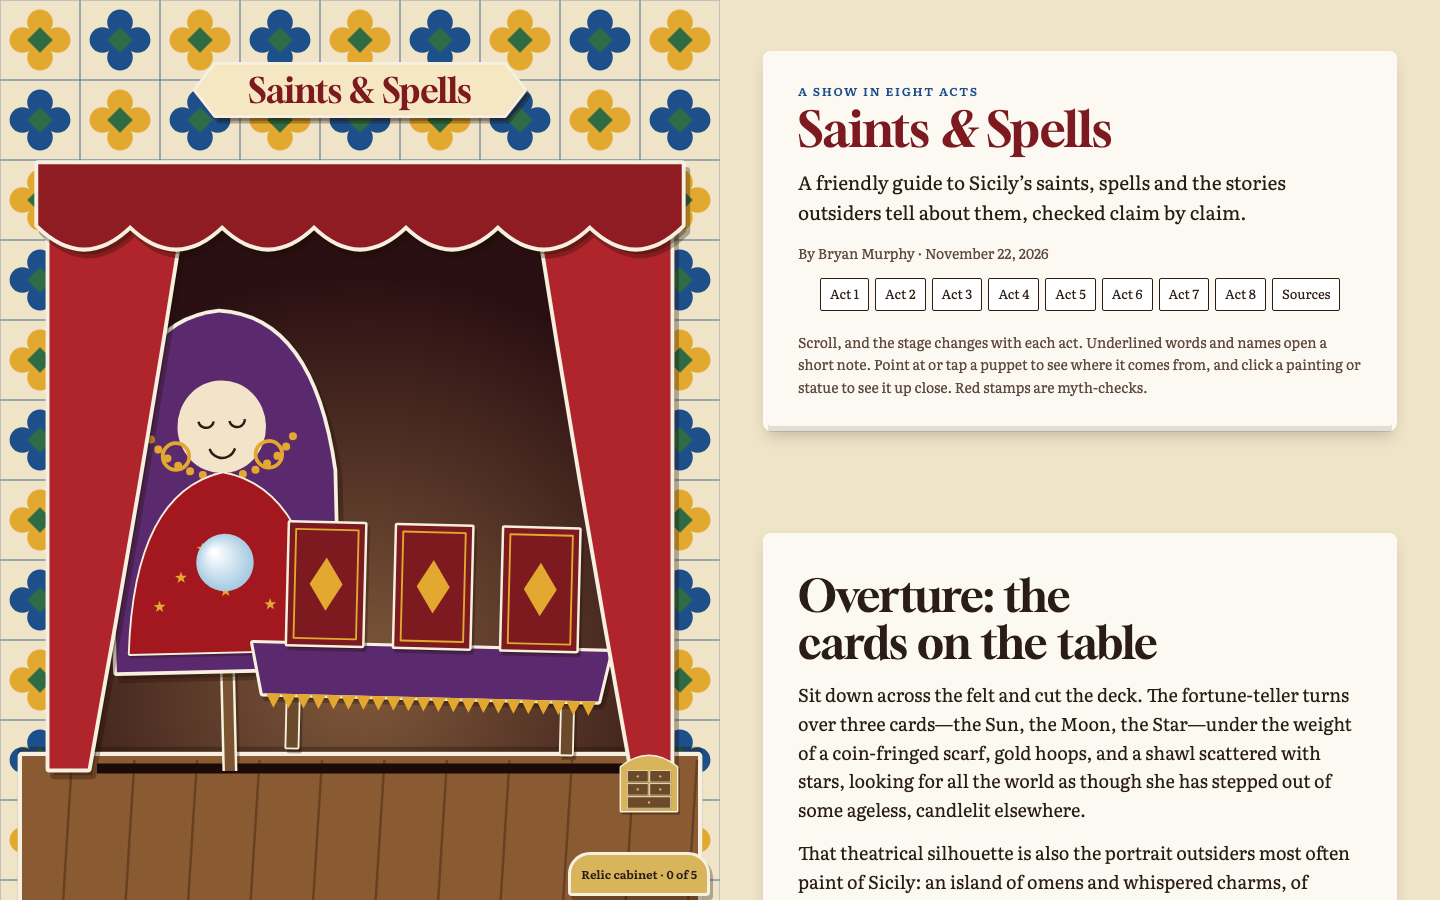 Saints & Spells
Relic cabinet · 0 of 5
A SHOW IN EIGHT ACTS
Saints & Spells
A friendly guide to Sicily’s saints, spells and the stories
outsiders tell about them, checked claim by claim.
By Bryan Murphy · November 22, 2026
Act 1 Act 2 Act 3 Act 4 Act 5 Act 6 Act 7 Act 8 Sources
Scroll, and the stage changes with each act. Underlined words and names open a
short note. Point at or tap a puppet to see where it comes from, and click a painting or
statue to see it up close. Red stamps are myth-checks.
Overture: the
cards on the table
Sit down across the felt and cut the deck. The fortune-teller turns
over three cards—the Sun, the Moon, the Star—under the weight
of a coin-fringed scarf, gold hoops, and a shawl scattered with
stars, looking for all the world as though she has stepped out of
some ageless, candlelit elsewhere.
That theatrical silhouette is also the portrait outsiders most often
paint of Sicily: an island of omens and whispered charms, of